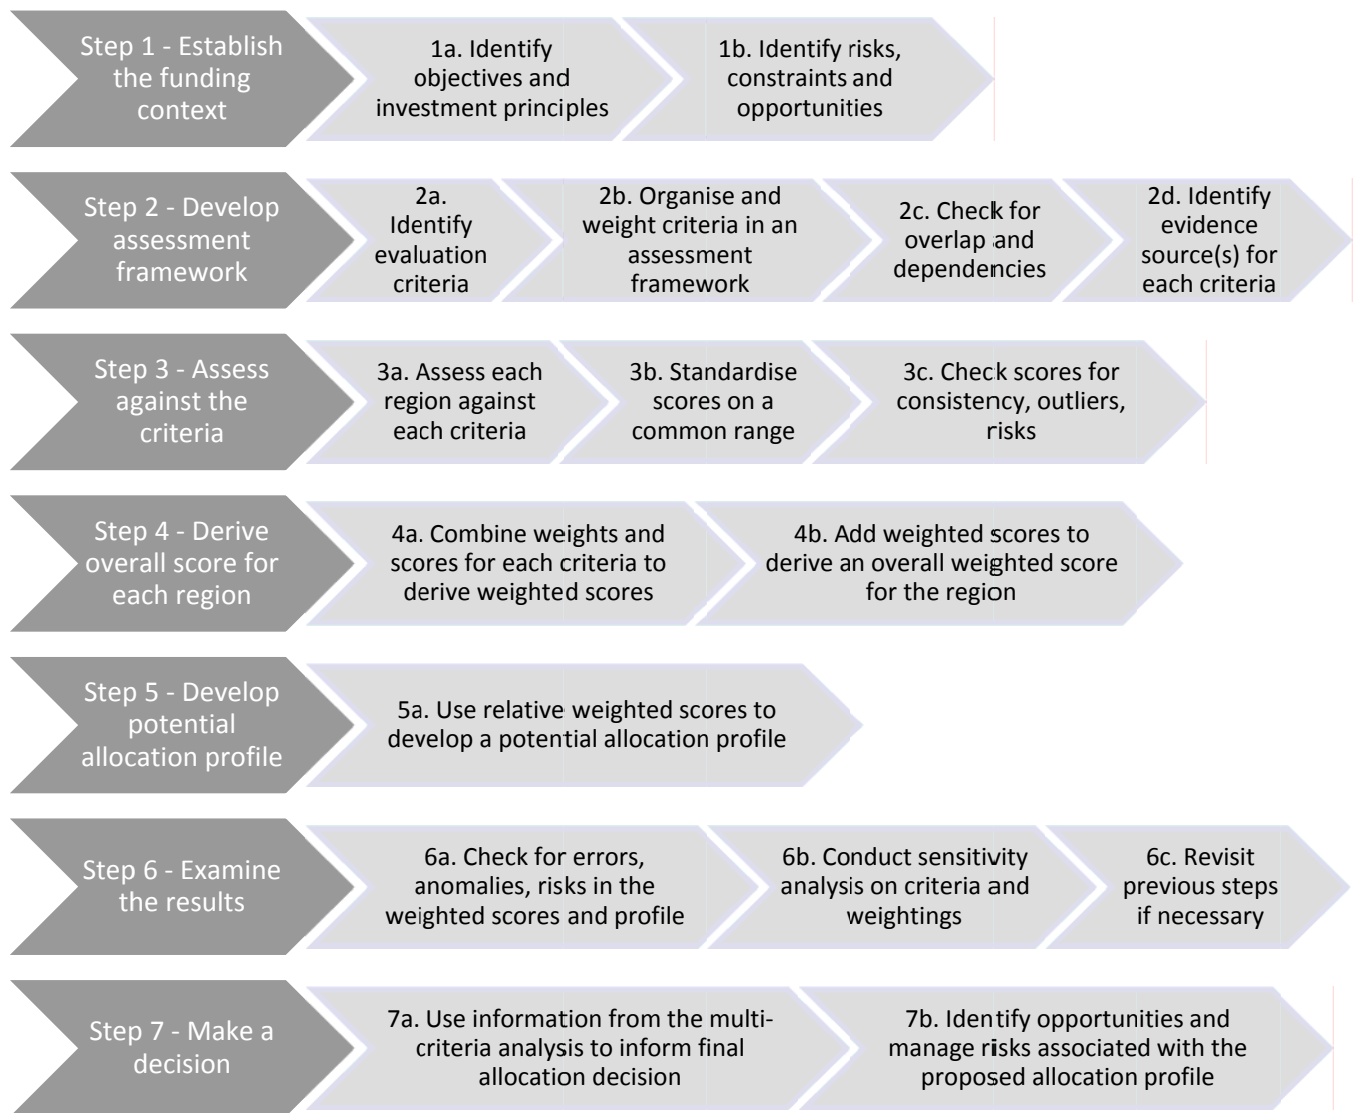 Step 1 - Establish
the funding
context
1a. Identify
objectives and
investment principles
1b. Identify risks,
constraints and
opportunities
Step 2 - Develop
assessment
framework
2a.
Identify
evaluation
criteria
2b. Organise and
weight criteria in an
assessment
framework
2c. Check for
overlap and
dependencies
2d. Identify
evidence
source(s) for
each criteria
Step 3 - Assess
against the
criteria
3a. Assess each
region against
each criteria
3b. Standardise
scores on a
common range
3c. Check scores for
consistency, outliers,
risks
Step 4 - Derive
overall score for
each region
4a. Combine weights and
scores for each criteria to
derive weighted scores
4b. Add weighted scores to
derive an overall weighted score
for the region
Step 5 - Develop
potential
allocation profile
5a. Use relative weighted scores to
develop a potential allocation profile
Step 6 - Examine
the results
6a. Check for errors,
anomalies, risks in the
weighted scores and profile
6b. Conduct sensitivity
analysis on criteria and
weightings
6c. Revisit
previous steps
if necessary
Step 7 - Make a
decision
7a. Use information from the multi-
criteria analysis to inform final
allocation decision
7b. Identify opportunities and
manage risks associated with the
proposed allocation profile